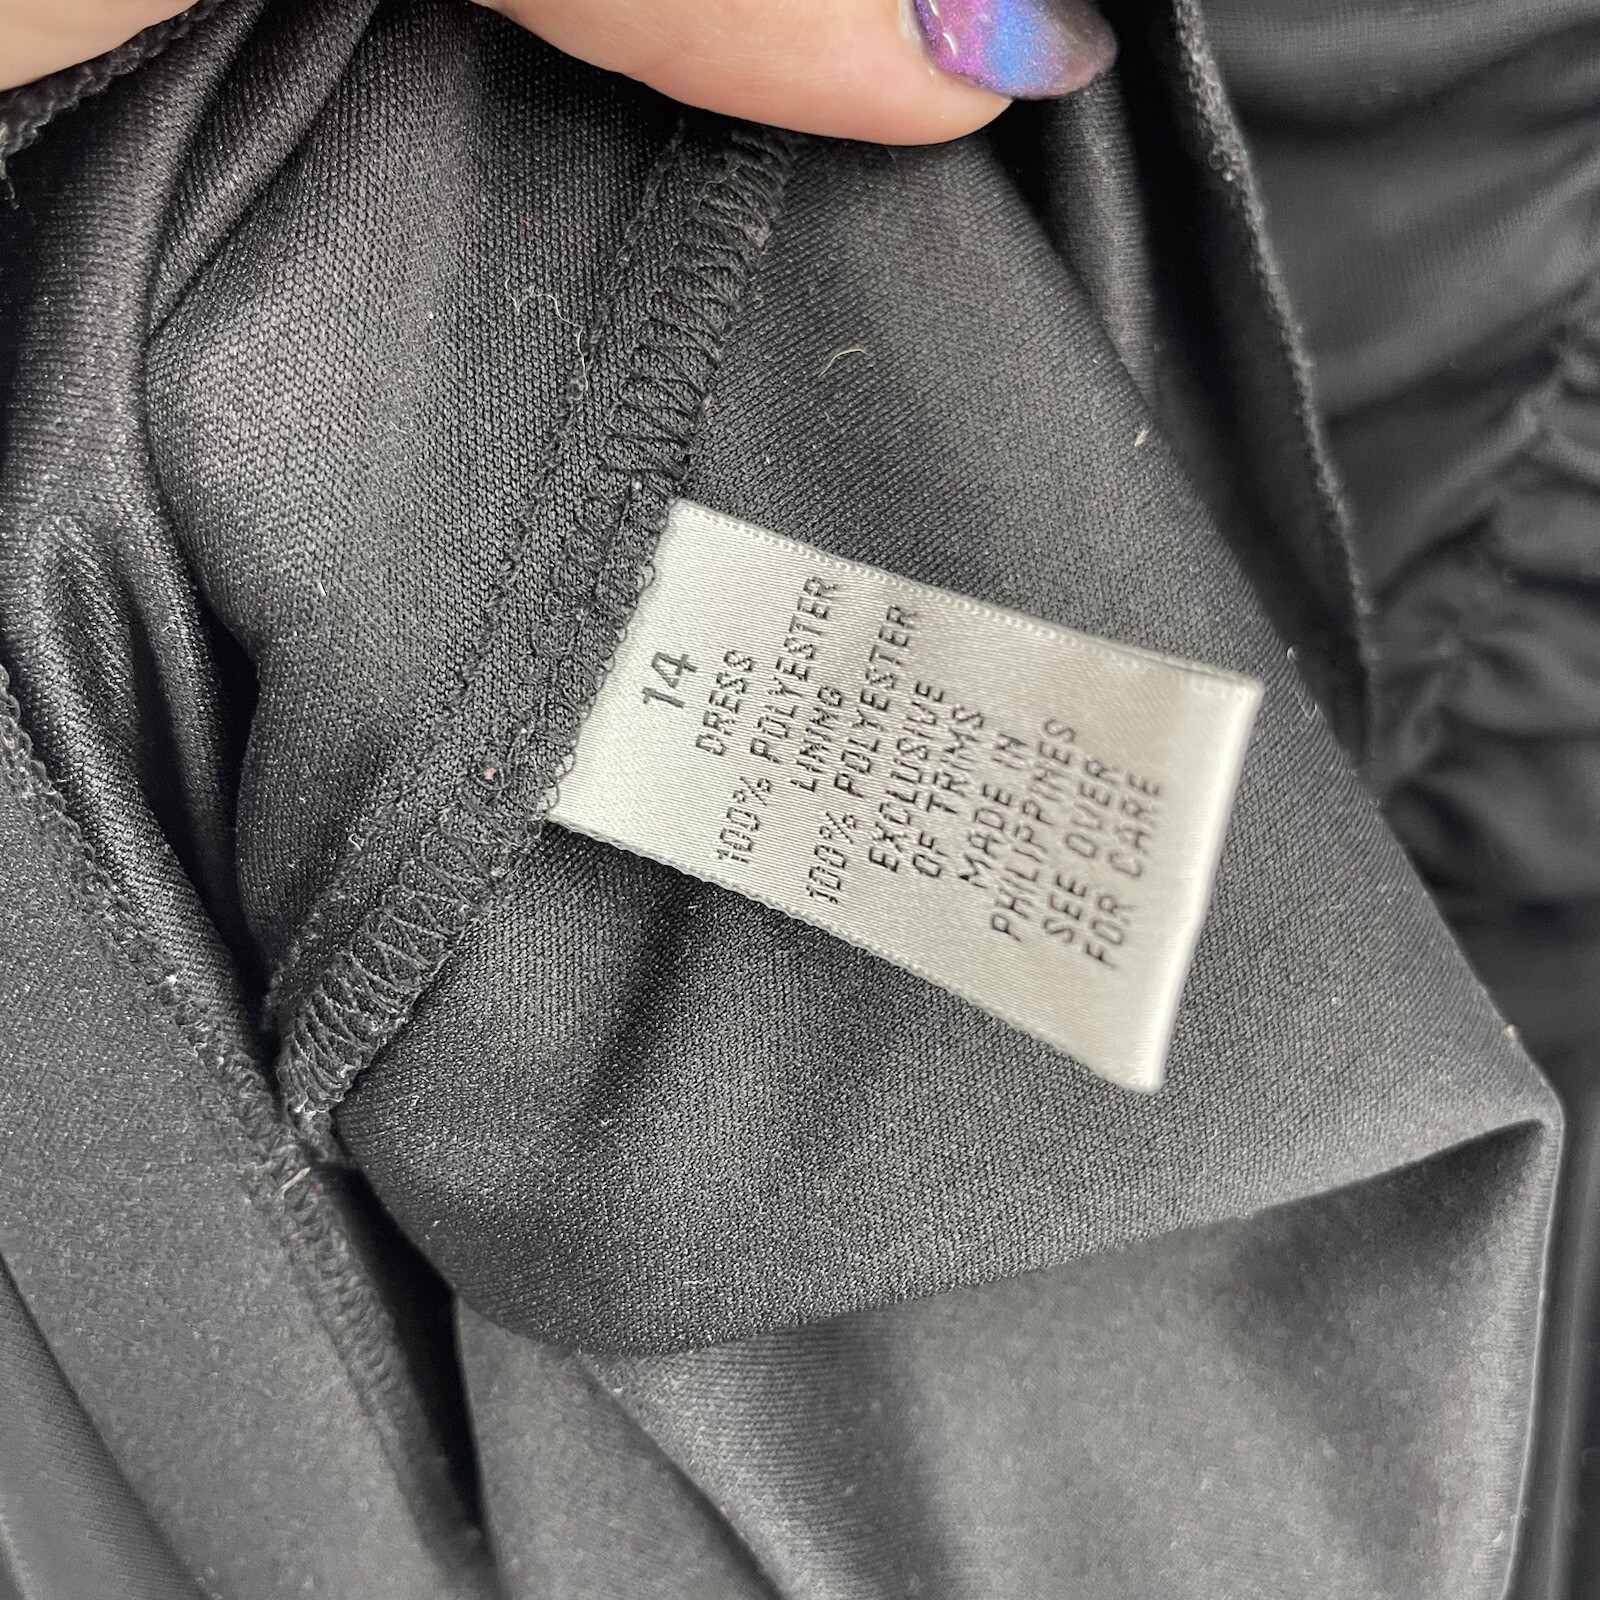 14
DRESS
100% POLYESTER
LINING
100% POLYESTER
EXCLUSIVE
OF TRIMS
MADE IN
PHILIPPINES
SEE OVER
FOR CARE